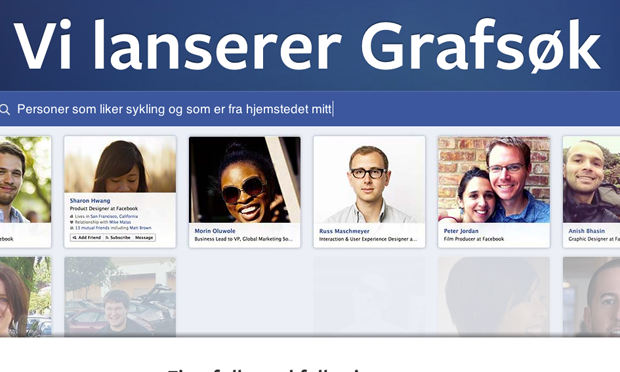 Vi lanserer Grafsøk
Personer som liker sykling og som er fra hjemstedet mitt
Sharon Hwang
Product Designer at Facebook
Lives in San Francisco, California
Relationship with Mike Matas
13 mutual friends including Matt Brown
Add Friend Subscribe Message
Morin Oluwole
Business Lead to VP, Global Marketing So...
Russ Maschmeyer
Interaction & User Experience Designer a...
Peter Jordan
Film Producer at Facebook
Anish Bhasin
Graphic Designer at